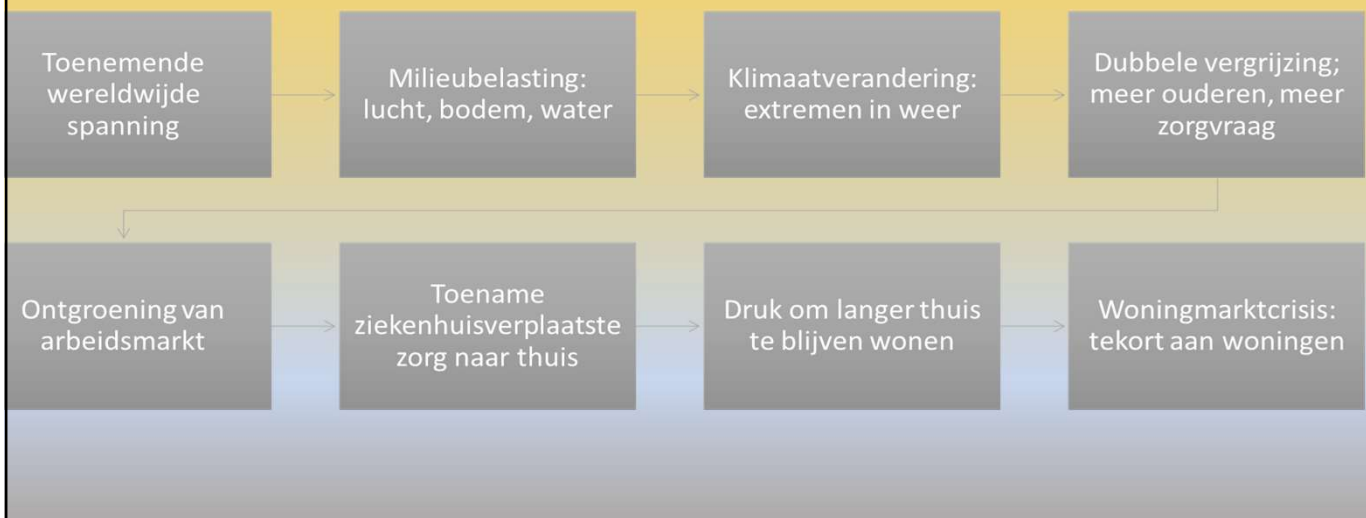 Toenemende
wereldwijde
spanning
Milieubelasting:
lucht, bodem, water
Klimaatverandering:
extremen in weer
Dubbele vergrijzing;
meer ouderen, meer
zorgvraag
Ontgroening van
arbeidsmarkt
Toename
ziekenhuisverplaatste
zorg naar thuis
Druk om langer thuis
te blijven wonen
Woningmarktcrisis:
tekort aan woningen